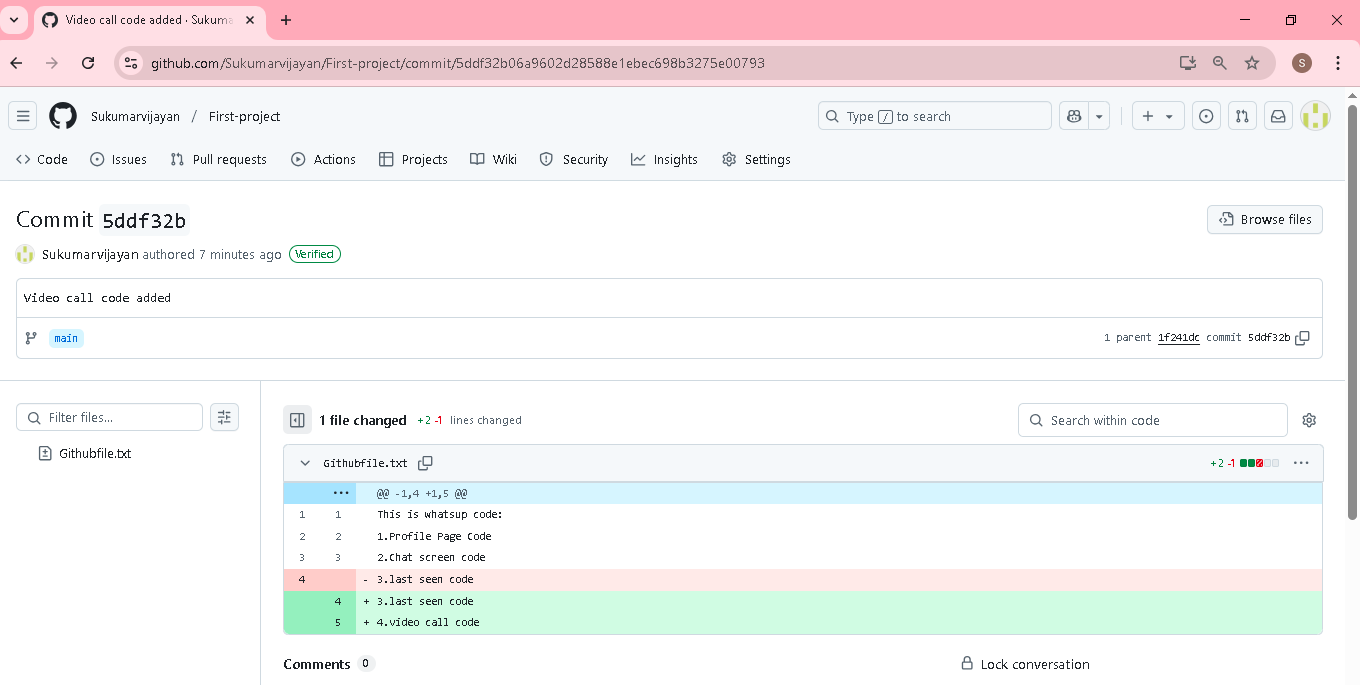 Video call code added · Sukuma
github.com/Sukumarvijayan/First-project/commit/5ddf32b06a9602d28588e1ebec698b3275e00793
S
Sukumarvijayan / First-project
Type / to search
Code Issues Pull requests Actions Projects Wiki Security Insights Settings
Commit 5ddf32b
Browse files
Sukumarvijayan authored 7 minutes ago Verified
Video call code added
main
1 parent 1f241dc commit 5ddf32b
Filter files...
1 file changed +2 -1 lines changed
Search within code
Githubfile.txt
Githubfile.txt
+2 -1
@@ -1,4 +1,5 @@
1 1 This is whatsup code:
2 2 1.Profile Page Code
3 3 2.Chat screen code
4 - 3.last seen code
4 + 3.last seen code
5 + 4.video call code
Comments 0
Lock conversation